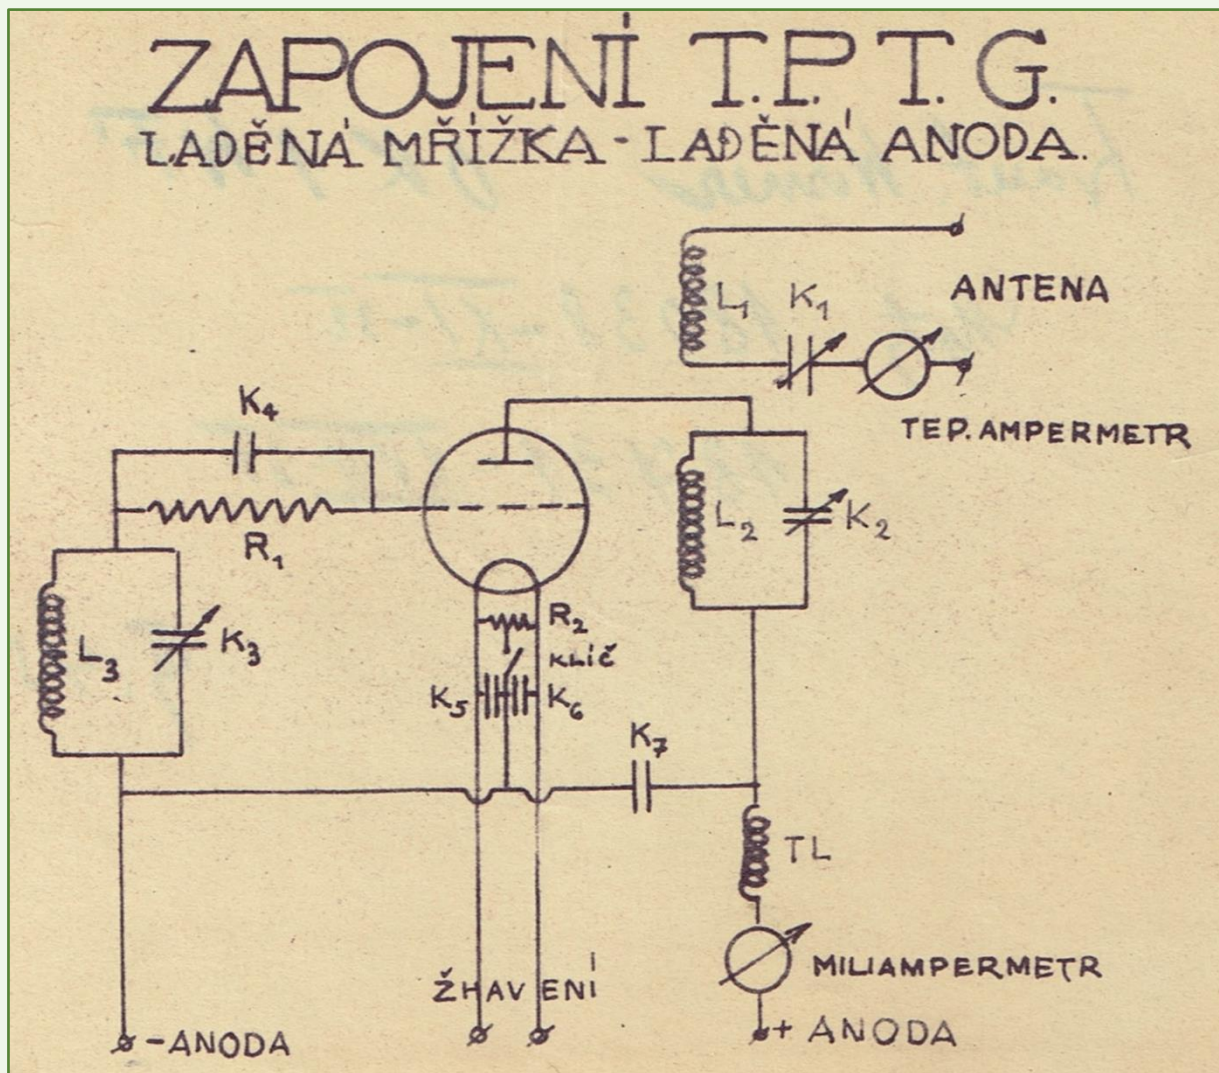 ZAPOJENÍ T.P.T.G.
LADĚNÁ MŘÍŽKA - LADĚNÁ ANODA.
L1 K1
ANTENA
TEP. AMPERMETR
K4
R1
L2 K2
L3 K3
R2
KLÍČ
K5 K6
K7
TL
MILIAMPERMETR
ŽHAVENÍ
-ANODA
+ ANODA